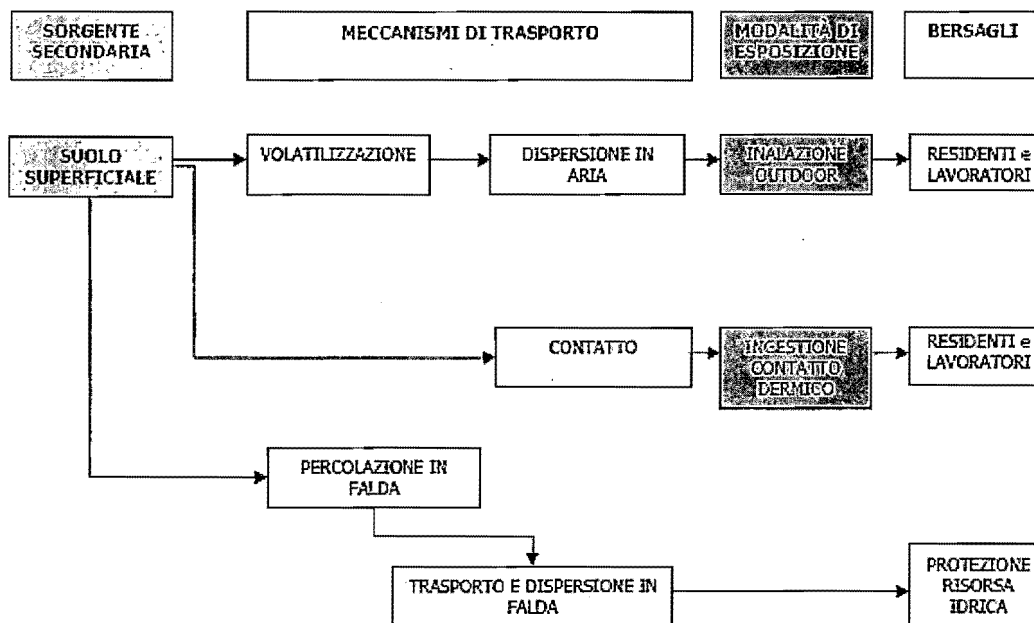 SORGENTE
SECONDARIA
MECCANISMI DI TRASPORTO
MODALITÀ DI
ESPOSIZIONE
BERSAGLI
SUOLO
SUPERFICIALE
VOLATILIZZAZIONE
DISPERSIONE IN
ARIA
INALAZIONE
OUTDOOR
RESIDENTI e
LAVORATORI
CONTATTO
INGESTIONE
CONTATTO
DERMICO
RESIDENTI e
LAVORATORI
PERCOLAZIONE IN
FALDA
TRASPORTO E DISPERSIONE IN
FALDA
PROTEZIONE
RISORSA
IDRICA